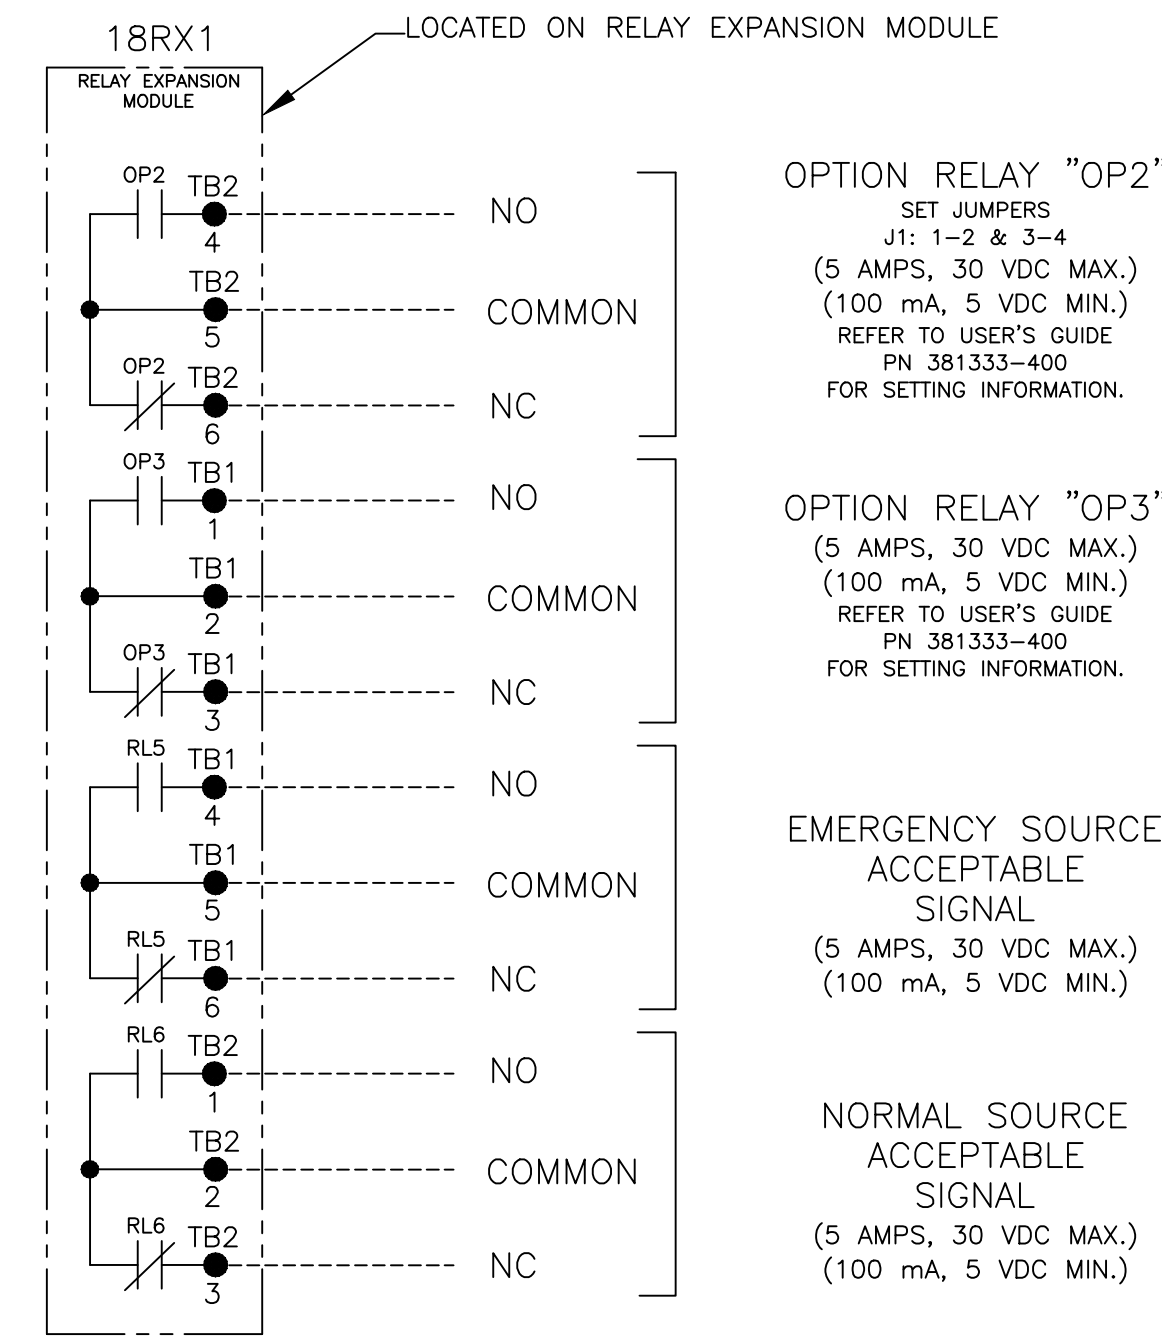 18RX1
LOCATED ON RELAY EXPANSION MODULE
RELAY EXPANSION
MODULE
OP2
TB2
4
NO
TB2
5
COMMON
OP2
TB2
6
NC
OPTION RELAY "OP2"
SET JUMPERS
J1: 1-2 & 3-4
(5 AMPS, 30 VDC MAX.)
(100 mA, 5 VDC MIN.)
REFER TO USER'S GUIDE
PN 381333-400
FOR SETTING INFORMATION.
OP3
TB1
1
NO
TB1
2
COMMON
OP3
TB1
3
NC
OPTION RELAY "OP3"
(5 AMPS, 30 VDC MAX.)
(100 mA, 5 VDC MIN.)
REFER TO USER'S GUIDE
PN 381333-400
FOR SETTING INFORMATION.
RL5
TB1
4
NO
TB1
5
COMMON
RL5
TB1
6
NC
EMERGENCY SOURCE
ACCEPTABLE
SIGNAL
(5 AMPS, 30 VDC MAX.)
(100 mA, 5 VDC MIN.)
RL6
TB2
1
NO
TB2
2
COMMON
RL6
TB2
3
NC
NORMAL SOURCE
ACCEPTABLE
SIGNAL
(5 AMPS, 30 VDC MAX.)
(100 mA, 5 VDC MIN.)